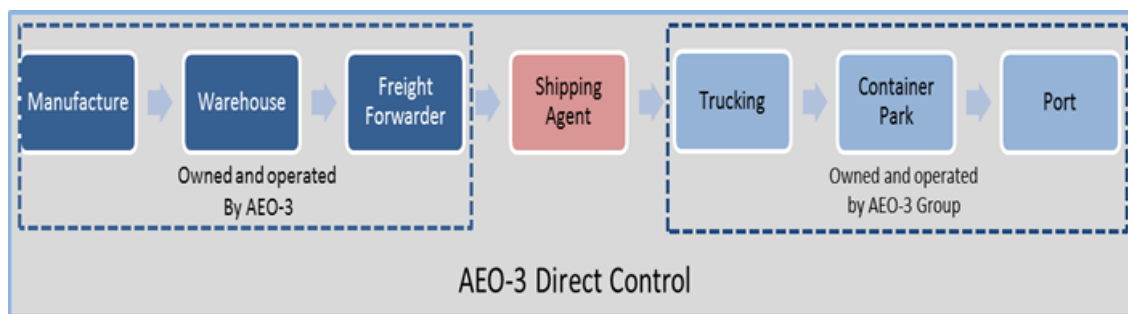 Manufacture
Warehouse
Freight
Forwarder
Shipping
Agent
Trucking
Container
Park
Port
Owned and operated
By AEO-3
Owned and operated
by AEO-3 Group
AEO-3 Direct Control